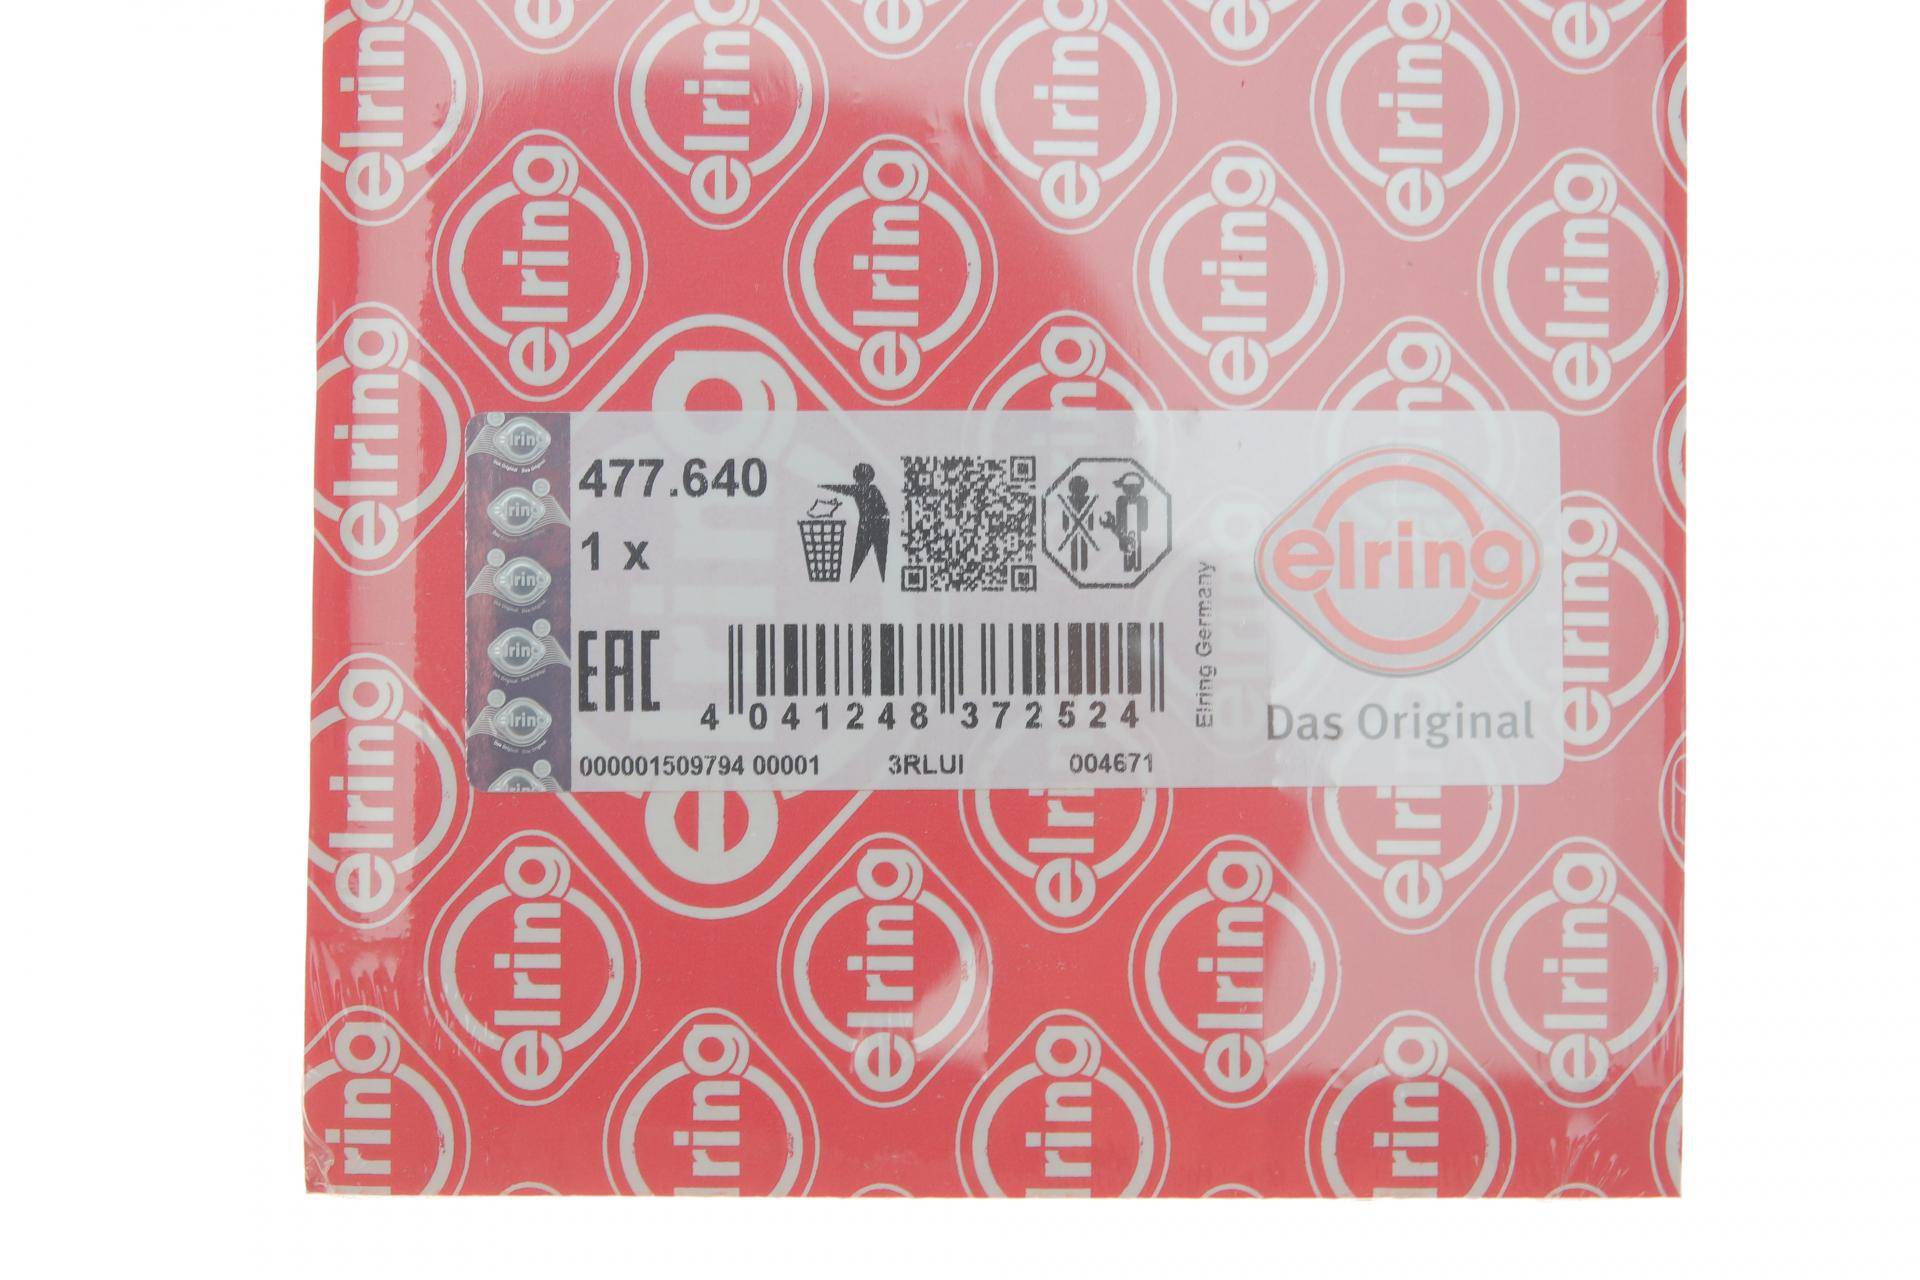 477.640
1 x
EAC
4 041248 372524
000001509794 00001 3RLUI 004671
Elring Germany
elring
Das Original